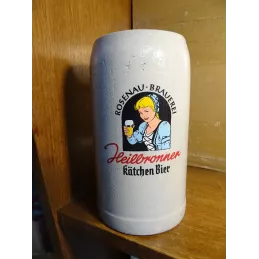 ROSENAU-BRAUEREI
Heilbronner
Kätchen Bier